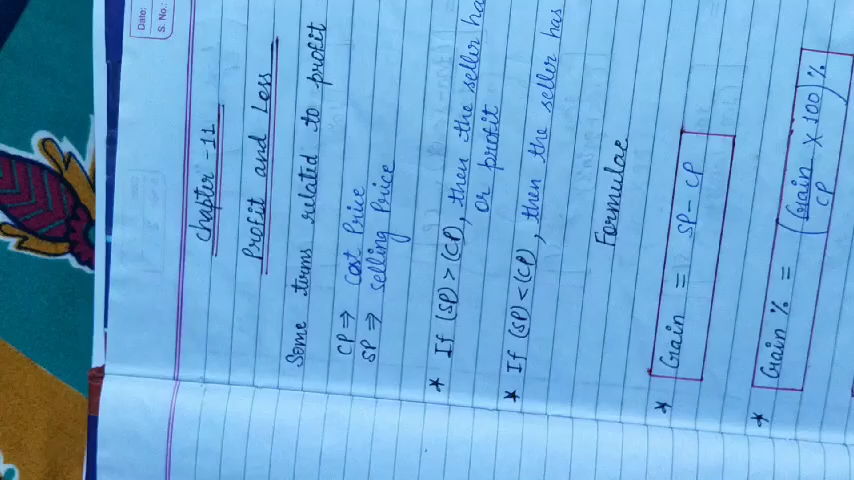 Date:
S. No.:
Chapter - 11
Profit and Loss
Some terms related to profit
CP ⇒ Cost Price
SP ⇒ Selling Price
* If (SP) > (CP), then the seller ha
or profit
* If (SP) < (CP), then the seller has
Formulae
* Gain = SP - CP
* Gain % = (Gain/CP × 100) %